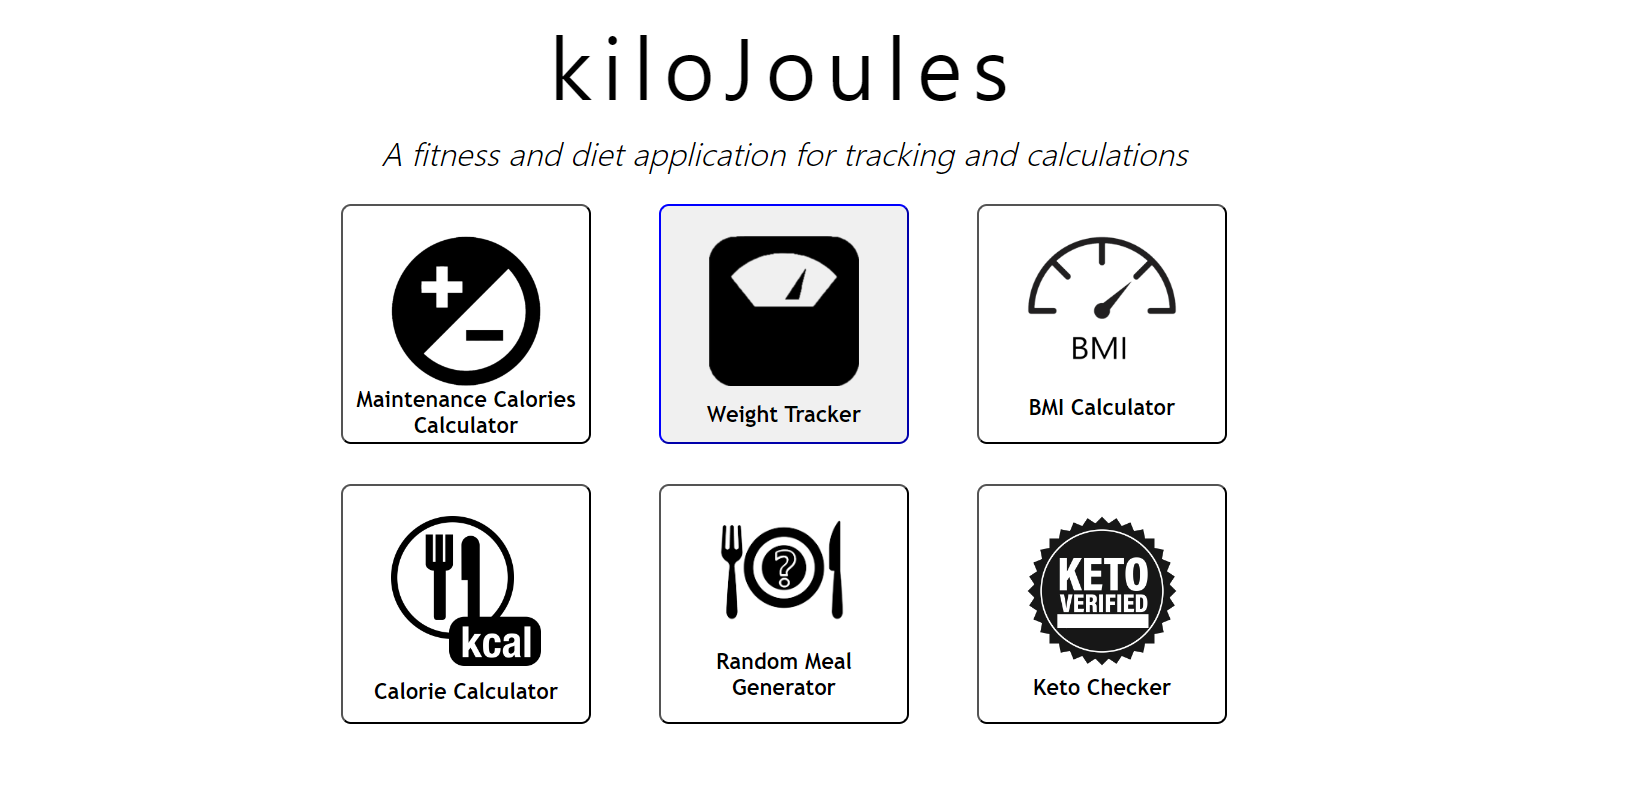 kiloJoules
A fitness and diet application for tracking and calculations
Maintenance Calories
Calculator
Weight Tracker
BMI
BMI Calculator
kcal
Calorie Calculator
?
Random Meal
Generator
KETO
VERIFIED
Keto Checker